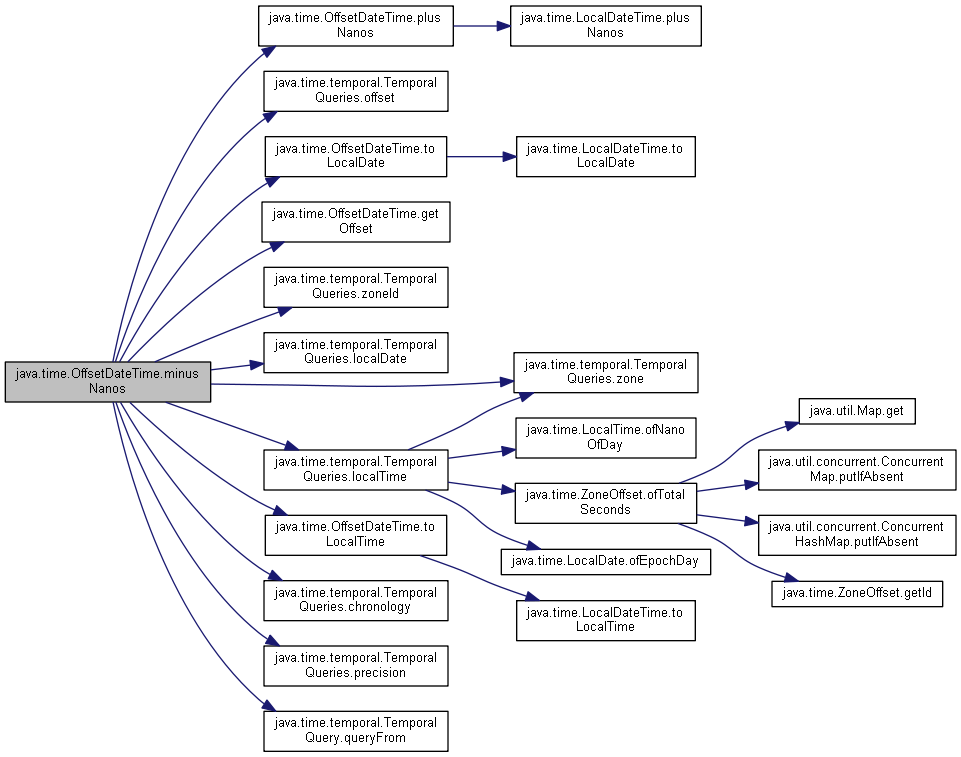 java.time.OffsetDateTime.minus
Nanos
java.time.OffsetDateTime.plus
Nanos
java.time.temporal.Temporal
Queries.offset
java.time.OffsetDateTime.to
LocalDate
java.time.OffsetDateTime.get
Offset
java.time.temporal.Temporal
Queries.zoneId
java.time.temporal.Temporal
Queries.localDate
java.time.temporal.Temporal
Queries.localTime
java.time.OffsetDateTime.to
LocalTime
java.time.temporal.Temporal
Queries.chronology
java.time.temporal.Temporal
Queries.precision
java.time.temporal.Temporal
Query.queryFrom
java.time.LocalDateTime.plus
Nanos
java.time.LocalDateTime.to
LocalDate
java.time.temporal.Temporal
Queries.zone
java.time.LocalTime.ofNano
OfDay
java.time.ZoneOffset.ofTotal
Seconds
java.time.LocalDate.ofEpochDay
java.time.LocalDateTime.to
LocalTime
java.util.Map.get
java.util.concurrent.Concurrent
Map.putIfAbsent
java.util.concurrent.Concurrent
HashMap.putIfAbsent
java.time.ZoneOffset.getId